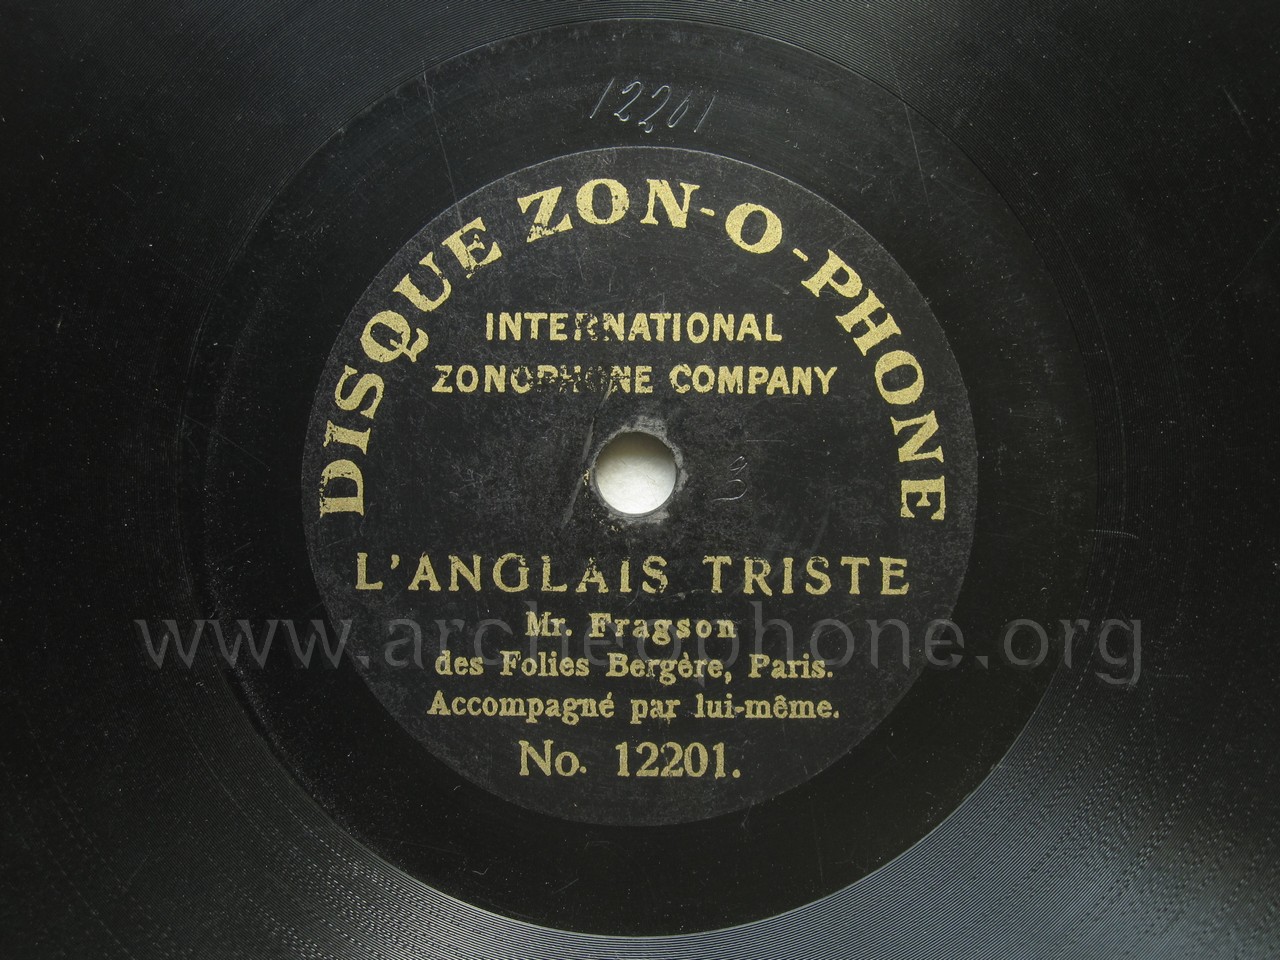 12201
DISQUE ZON-O-PHONE
INTERNATIONAL
ZONOPHONE COMPANY
3
L'ANGLAIS TRISTE
Mr. Fragson
www.archeophone.org
des Folies Bergère, Paris.
Accompagné par lui-même.
No. 12201.